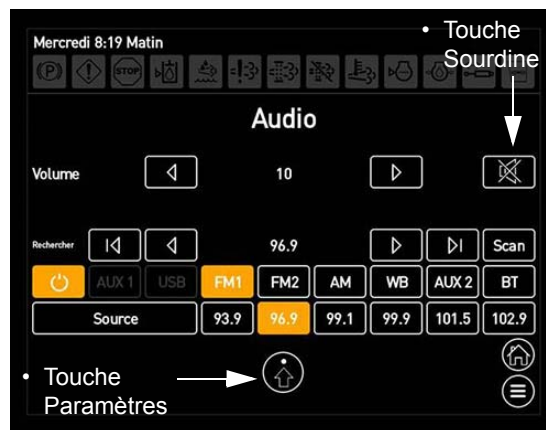 • Touche
Sourdine
Mercredi 8:19 Matin
(P) STOP
Audio
Volume 10
Rechercher 96.9 Scan
AUX 1 USB FM1 FM2 AM WB AUX 2 BT
Source 93.9 96.9 99.1 99.9 101.5 102.9
• Touche
Paramètres